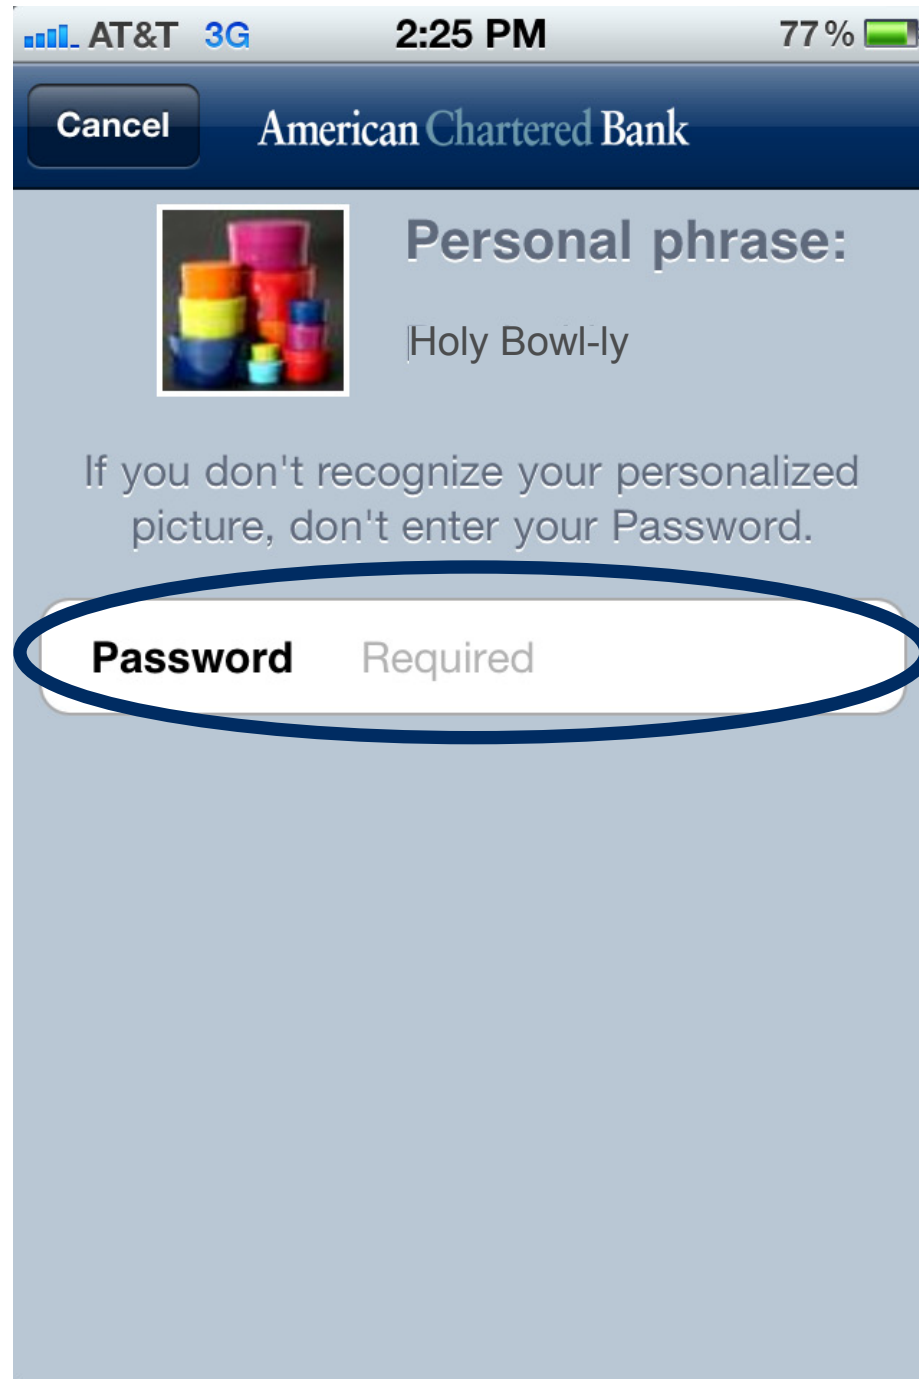 AT&T 3G 2:25 PM 77%
Cancel American Chartered Bank
Personal phrase:
Holy Bowl-ly
If you don't recognize your personalized
picture, don't enter your Password.
Password Required